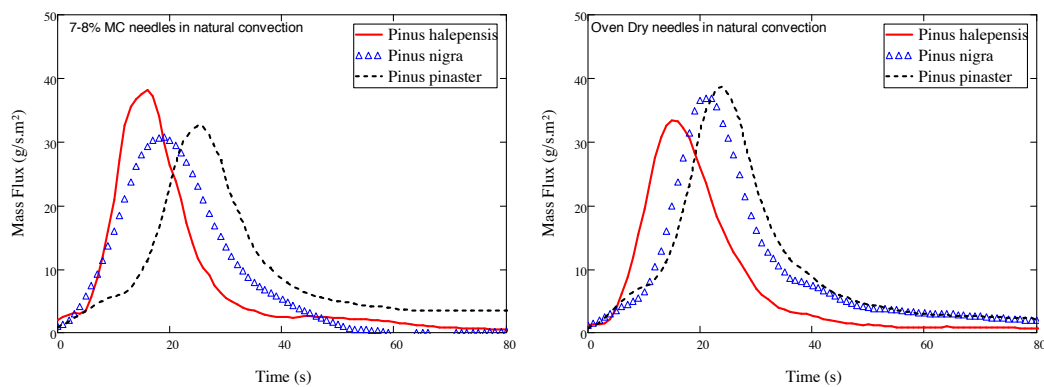 7-8% MC needles in natural convection
Pinus halepensis
Pinus nigra
Pinus pinaster
50
40
30
20
10
0
Mass Flux (g/s.m²)
0 20 40 60 80
Time (s)
Oven Dry needles in natural convection
Pinus halepensis
Pinus nigra
Pinus pinaster
50
40
30
20
10
0
Mass Flux (g/s.m²)
0 20 40 60 80
Time (s)